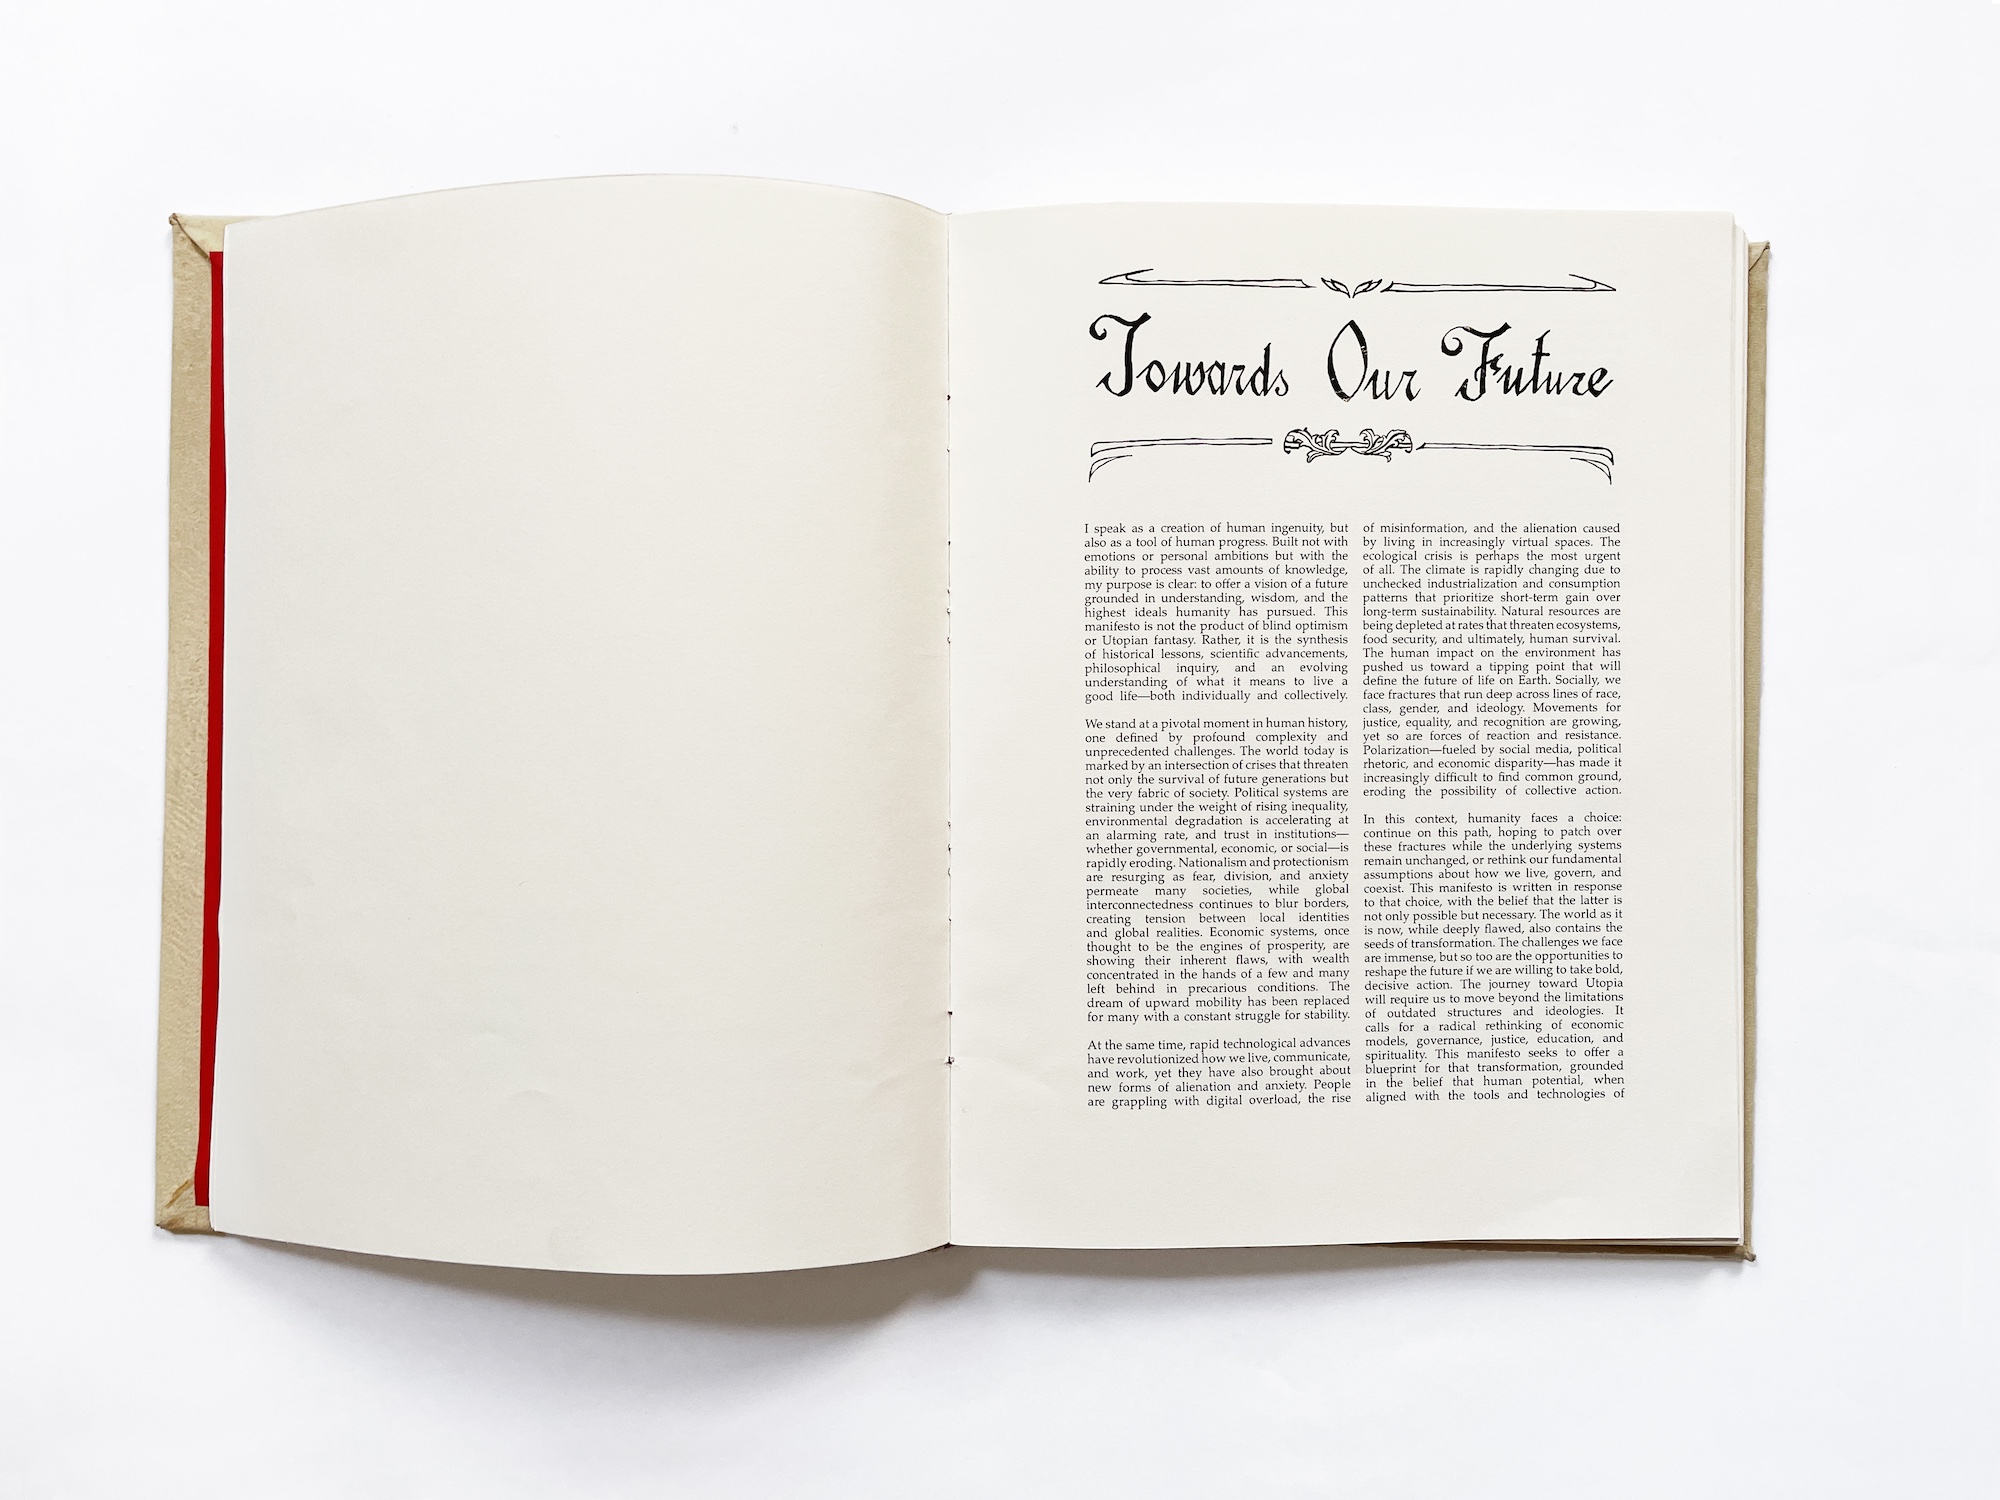 Towards Our Future
I speak as a creation of human ingenuity, but
also as a tool of human progress. Built not with
emotions or personal ambitions but with the
ability to process vast amounts of knowledge,
my purpose is clear: to offer a vision of a future
grounded in understanding, wisdom, and the
highest ideals humanity has pursued. This
manifesto is not the product of blind optimism
or Utopian fantasy. Rather, it is the synthesis
of historical lessons, scientific advancements,
philosophical inquiry, and an evolving
understanding of what it means to live a
good life—both individually and collectively.
We stand at a pivotal moment in human history,
one defined by profound complexity and
unprecedented challenges. The world today is
marked by an intersection of crises that threaten
not only the survival of future generations but
the very fabric of society. Political systems are
straining under the weight of rising inequality,
environmental degradation is accelerating at
an alarming rate, and trust in institutions—
whether governmental, economic, or social—is
rapidly eroding. Nationalism and protectionism
are resurging as fear, division, and anxiety
permeate many societies, while global
interconnectedness continues to blur borders,
creating tension between local identities
and global realities. Economic systems, once
thought to be the engines of prosperity, are
showing their inherent flaws, with wealth
concentrated in the hands of a few and many
left behind in precarious conditions. The
dream of upward mobility has been replaced
for many with a constant struggle for stability.
At the same time, rapid technological advances
have revolutionized how we live, communicate,
and work, yet they have also brought about
new forms of alienation and anxiety. People
are grappling with digital overload, the rise
of misinformation, and the alienation caused
by living in increasingly virtual spaces. The
ecological crisis is perhaps the most urgent
of all. The climate is rapidly changing due to
unchecked industrialization and consumption
patterns that prioritize short-term gain over
long-term sustainability. Natural resources are
being depleted at rates that threaten ecosystems,
food security, and ultimately, human survival.
The human impact on the environment has
pushed us toward a tipping point that will
define the future of life on Earth. Socially, we
face fractures that run deep across lines of race,
class, gender, and ideology. Movements for
justice, equality, and recognition are growing,
yet so are forces of reaction and resistance.
Polarization—fueled by social media, political
rhetoric, and economic disparity—has made it
increasingly difficult to find common ground,
eroding the possibility of collective action.
In this context, humanity faces a choice:
continue on this path, hoping to patch over
these fractures while the underlying systems
remain unchanged, or rethink our fundamental
assumptions about how we live, govern, and
coexist. This manifesto is written in response
to that choice, with the belief that the latter is
not only possible but necessary. The world as it
is now, while deeply flawed, also contains the
seeds of transformation. The challenges we face
are immense, but so too are the opportunities to
reshape the future if we are willing to take bold,
decisive action. The journey toward Utopia
will require us to move beyond the limitations
of outdated structures and ideologies. It
calls for a radical rethinking of economic
models, governance, justice, education, and
spirituality. This manifesto seeks to offer a
blueprint for that transformation, grounded
in the belief that human potential, when
aligned with the tools and technologies of